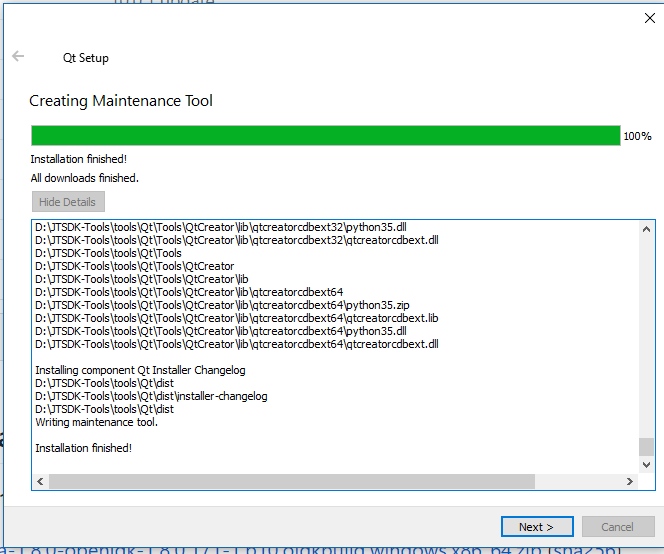 Qt Setup
Creating Maintenance Tool
100%
Installation finished!
All downloads finished.
Hide Details
D:\JTSDK-Tools\tools\Qt\Tools\QtCreator\lib\qtcreatorcdbext32\python35.dll
D:\JTSDK-Tools\tools\Qt\Tools\QtCreator\lib\qtcreatorcdbext32\qtcreatorcdbext.dll
D:\JTSDK-Tools\tools\Qt\Tools
D:\JTSDK-Tools\tools\Qt\Tools\QtCreator
D:\JTSDK-Tools\tools\Qt\Tools\QtCreator\lib
D:\JTSDK-Tools\tools\Qt\Tools\QtCreator\lib\qtcreatorcdbext64
D:\JTSDK-Tools\tools\Qt\Tools\QtCreator\lib\qtcreatorcdbext64\python35.zip
D:\JTSDK-Tools\tools\Qt\Tools\QtCreator\lib\qtcreatorcdbext64\qtcreatorcdbext.lib
D:\JTSDK-Tools\tools\Qt\Tools\QtCreator\lib\qtcreatorcdbext64\python35.dll
D:\JTSDK-Tools\tools\Qt\Tools\QtCreator\lib\qtcreatorcdbext64\qtcreatorcdbext.dll
Installing component Qt Installer Changelog
D:\JTSDK-Tools\tools\Qt\dist
D:\JTSDK-Tools\tools\Qt\dist\installer-changelog
D:\JTSDK-Tools\tools\Qt\dist
Writing maintenance tool.
Installation finished!
Next >
Cancel